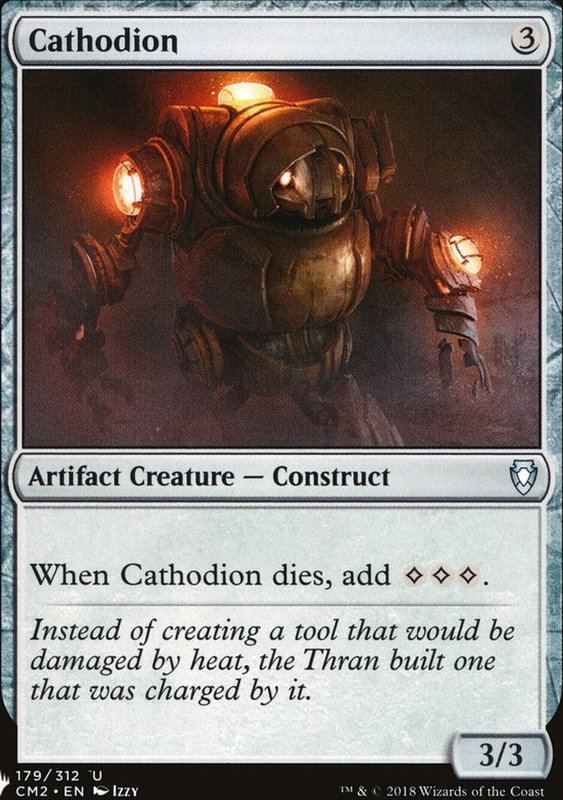 Cathodion 3
Artifact Creature — Construct
When Cathodion dies, add ◇◇◇.
Instead of creating a tool that would be
damaged by heat, the Thran built one
that was charged by it.
3/3
179/312 U
CM2 • EN Izzy
™ & © 2018 Wizards of the Coast